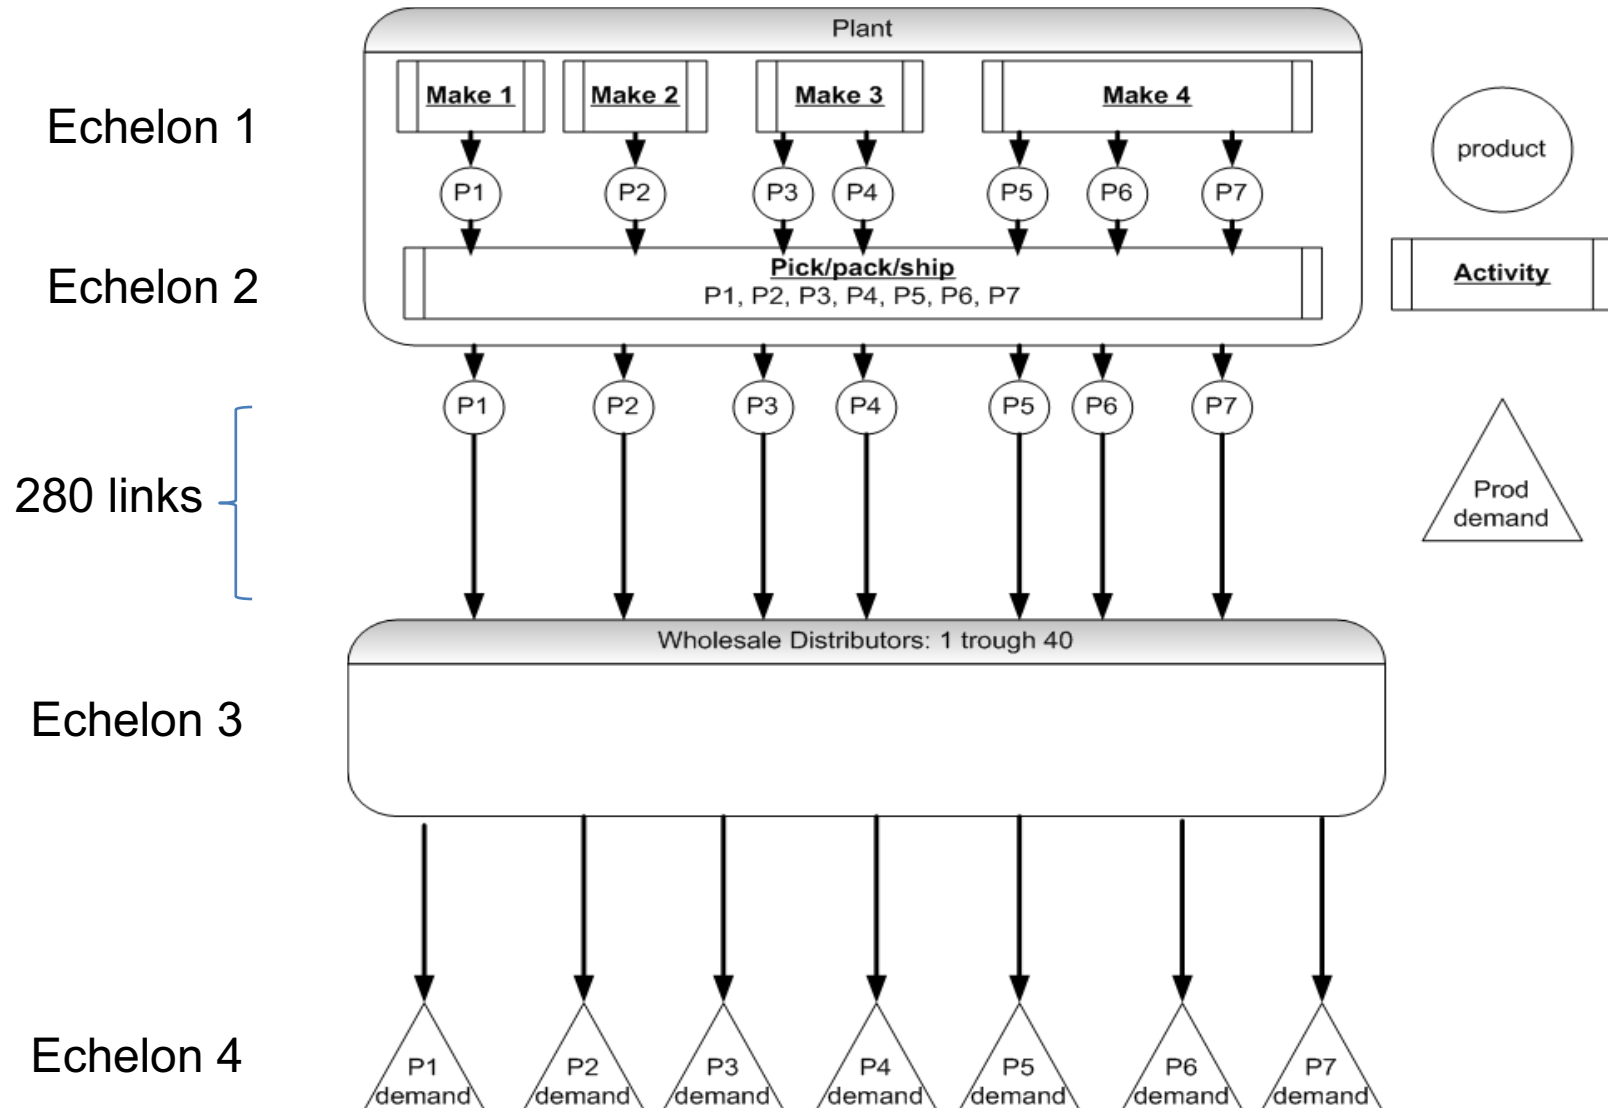 Plant
Echelon 1
Make 1
Make 2
Make 3
Make 4
product
P1
P2
P3
P4
P5
P6
P7
Echelon 2
Pick/pack/ship
P1, P2, P3, P4, P5, P6, P7
Activity
P1
P2
P3
P4
P5
P6
P7
280 links
Prod
demand
Wholesale Distributors: 1 trough 40
Echelon 3
Echelon 4
P1
demand
P2
demand
P3
demand
P4
demand
P5
demand
P6
demand
P7
demand